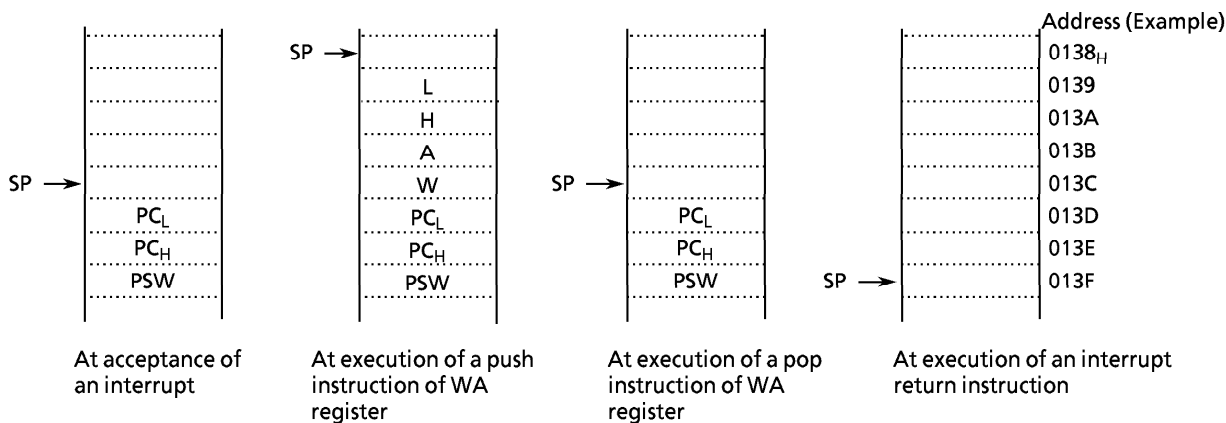 Address (Example)
SP
0138H
L
0139
H
013A
A
013B
SP
W
SP
013C
PCL
PCL
PCL
013D
PCH
PCH
PCH
013E
PSW
PSW
PSW
SP
013F
At acceptance of
an interrupt
At execution of a push
instruction of WA
register
At execution of a pop
instruction of WA
register
At execution of an interrupt
return instruction